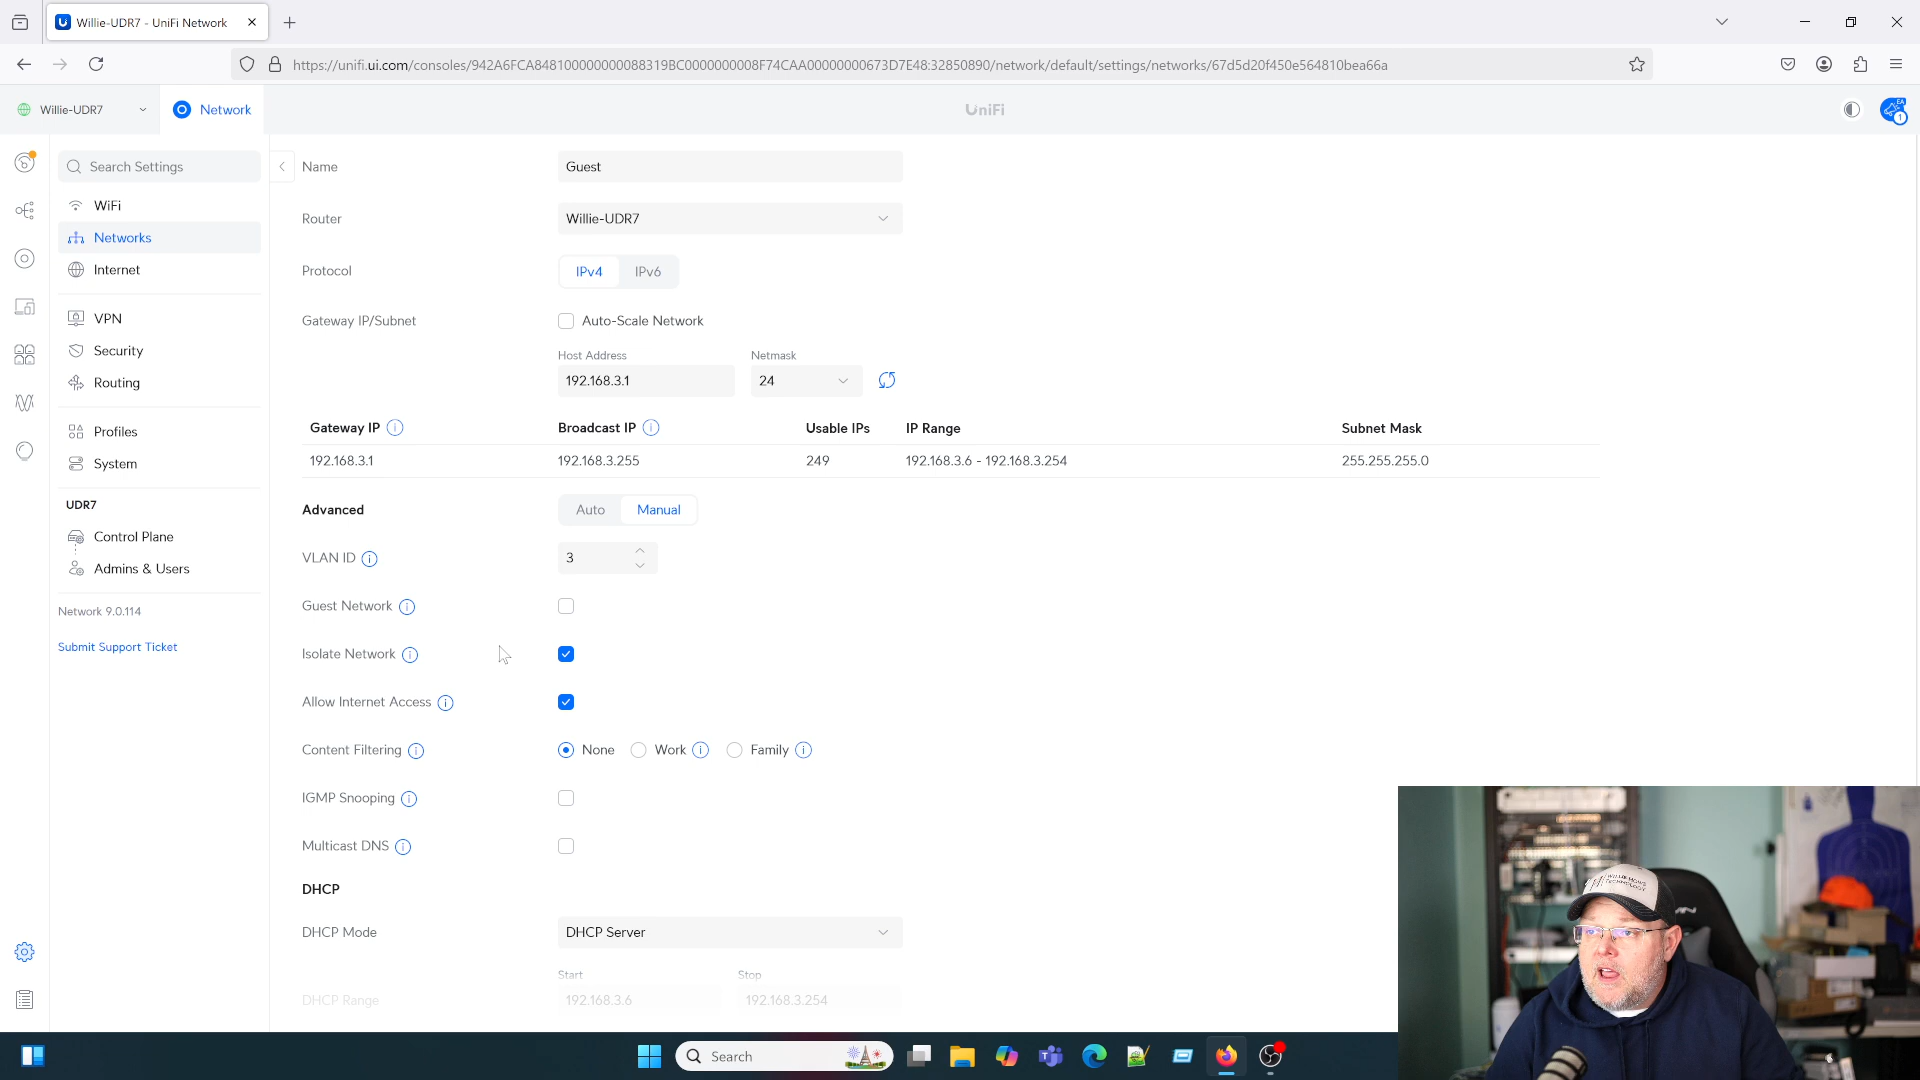 Willie-UDR7 - UniFi Network
https://unifi.ui.com/consoles/942A6FCA848100000000088319BC0000000008F74CAA00000000673D7E48:32850890/network/default/settings/networks/67d5d20f450e564810bea66a
Willie-UDR7
Network
UniFi
EA
1
Search Settings
WiFi
Networks
Internet
VPN
Security
Routing
Profiles
System
UDR7
Control Plane
Admins & Users
Network 9.0.114
Submit Support Ticket
Name
Guest
Router
Willie-UDR7
Protocol
IPv4 IPv6
Gateway IP/Subnet
Auto-Scale Network
Host Address Netmask
192.168.3.1 24
Gateway IP Broadcast IP Usable IPs IP Range Subnet Mask
192.168.3.1 192.168.3.255 249 192.168.3.6 - 192.168.3.254 255.255.255.0
Advanced Auto Manual
VLAN ID 3
Guest Network
Isolate Network
Allow Internet Access
Content Filtering None Work Family
IGMP Snooping
Multicast DNS
DHCP
DHCP Mode DHCP Server
Start Stop
DHCP Range 192.168.3.6 192.168.3.254
Search
WILLIE HOWE
TECHNOLOGY